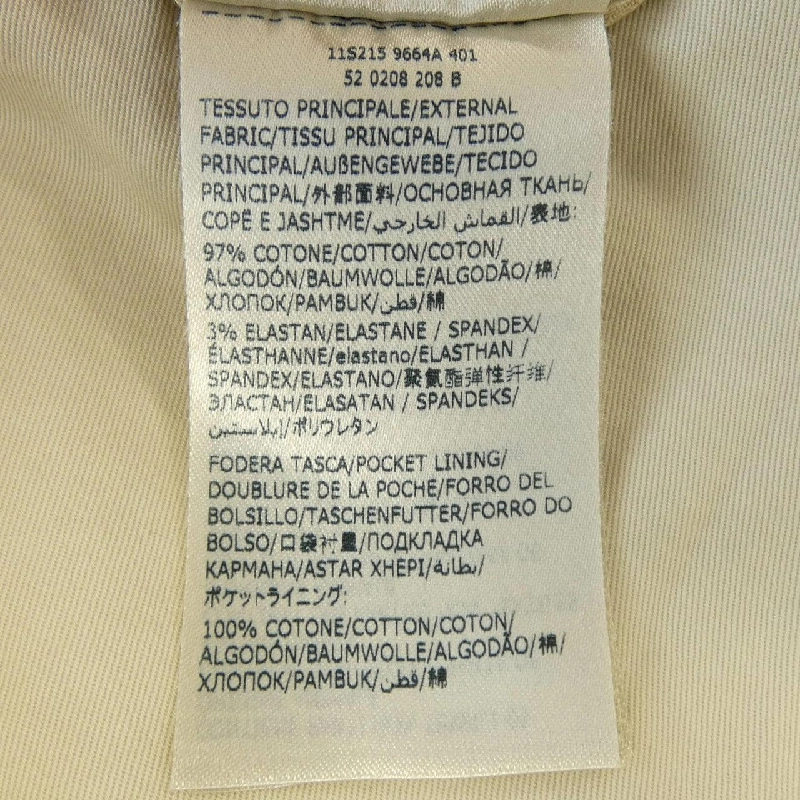 11S215 9664A 401
52 0208 208 B
TESSUTO PRINCIPALE/EXTERNAL
FABRIC/TISSU PRINCIPAL/TEJIDO
PRINCIPAL/AUßENGEWEBE/TECIDO
PRINCIPAL/外部面料/ОСНОВНАЯ ТКАНЬ/
COPË E JASHTME/القماش الخارجي/表地:
97% COTONE/COTTON/COTON/
ALGODÓN/BAUMWOLLE/ALGODÃO/棉/
ХЛОПОК/PAMBUK/قطن/綿
3% ELASTAN/ELASTANE / SPANDEX/
ÉLASTHANNE/elastano/ELASTHAN /
SPANDEX/ELASTANO/聚氨酯弹性纤维/
ЭЛАСТАН/ELASATAN / SPANDEKS/
إيلاستين/ポリウレタン
FODERA TASCA/POCKET LINING/
DOUBLURE DE LA POCHE/FORRO DEL
BOLSILLO/TASCHENFUTTER/FORRO DO
BOLSO/口袋衬里/ПОДКЛАДКА
КАРМАНА/ASTAR XHEPI/بطانة/
ポケットライニング:
100% COTONE/COTTON/COTON/
ALGODÓN/BAUMWOLLE/ALGODÃO/棉/
ХЛОПОК/PAMBUK/قطن/綿